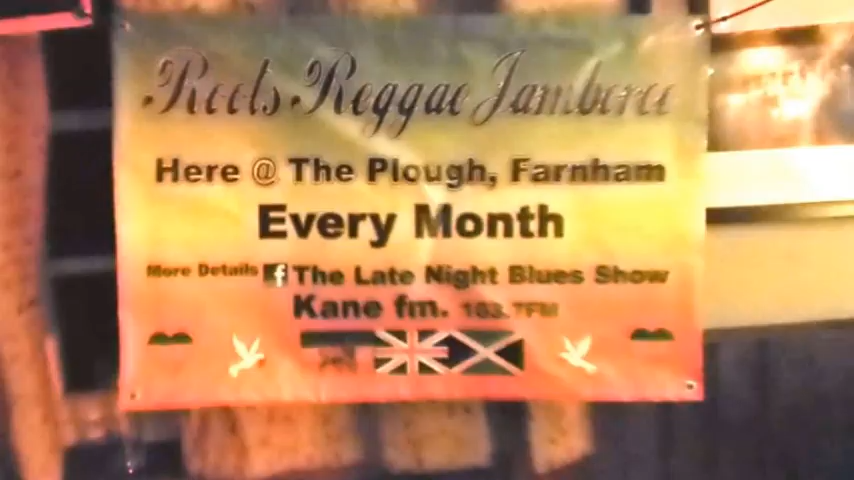 Roots Reggae Jamboree
Here @ The Plough, Farnham
Every Month
More Details f The Late Night Blues Show
Kane fm. 103.7FM